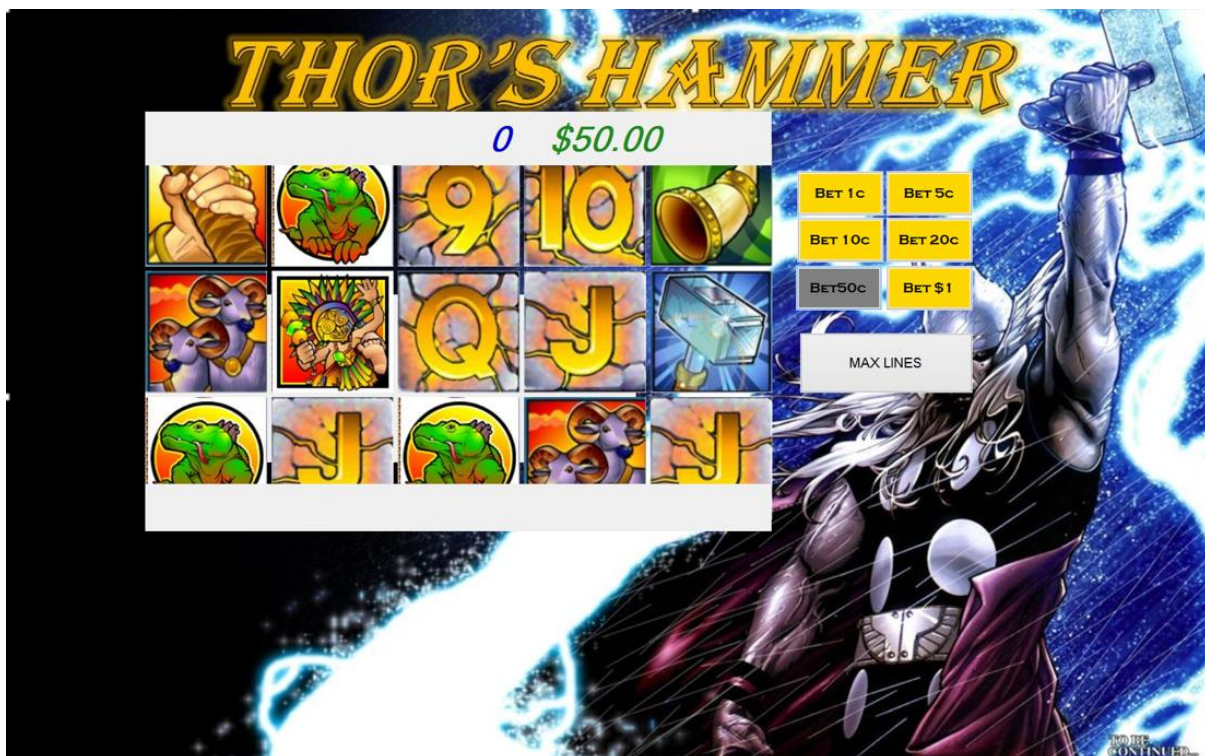 THOR'S HAMMER
0 $50.00
9 10
Q J
J J
BET 1C BET 5C
BET 10C BET 20C
BET50C BET $1
MAX LINES
TO BE
CONTINUED...